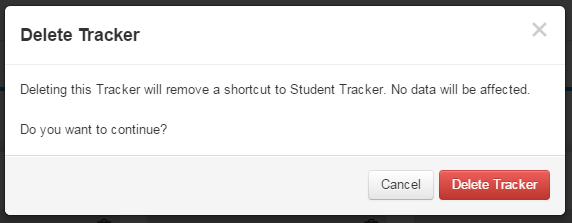 Delete Tracker
Deleting this Tracker will remove a shortcut to Student Tracker. No data will be affected.
Do you want to continue?
Cancel
Delete Tracker